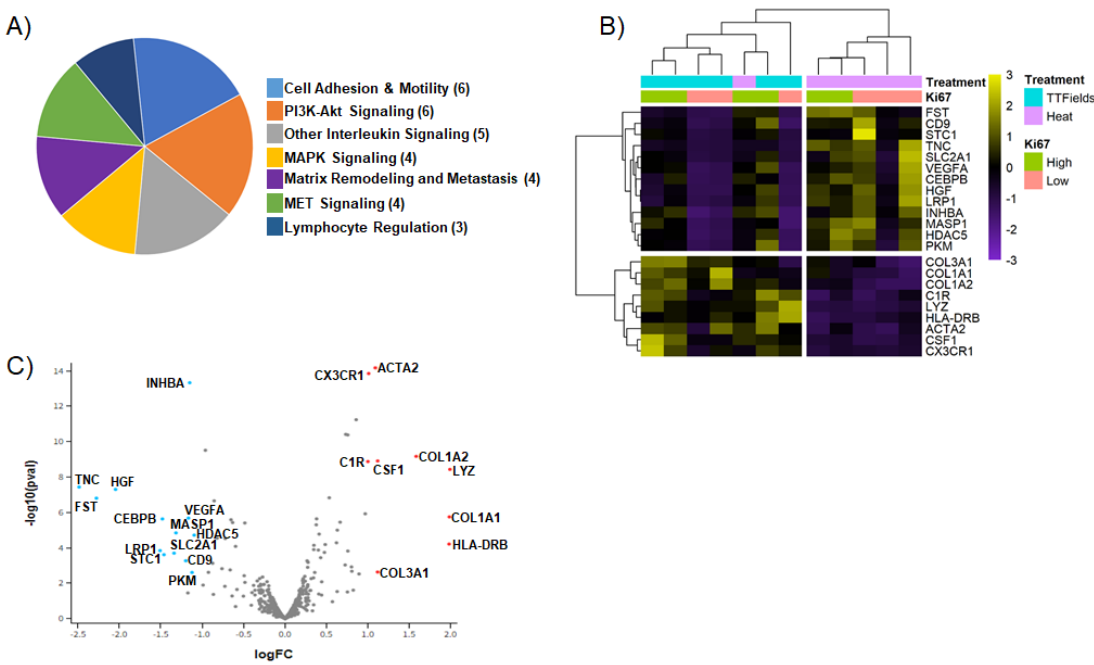 A)
Cell Adhesion & Motility (6)
PI3K-Akt Signaling (6)
Other Interleukin Signaling (5)
MAPK Signaling (4)
Matrix Remodeling and Metastasis (4)
MET Signaling (4)
Lymphocyte Regulation (3)
B)
Treatment
Ki67
FST
CD9
STC1
TNC
SLC2A1
VEGFA
CEBPB
HGF
LRP1
INHBA
MASP1
HDAC5
PKM
COL3A1
COL1A1
COL1A2
C1R
LYZ
HLA-DRB
ACTA2
CSF1
CX3CR1
3
2
1
0
-1
-2
-3
Treatment
TTFields
Heat
Ki67
High
Low
C)
-log10(pval)
14
12
10
8
6
4
2
0
INHBA
CX3CR1
ACTA2
C1R
CSF1
COL1A2
LYZ
TNC
HGF
FST
CEBPB
VEGFA
MASP1
HDAC5
COL1A1
LRP1
SLC2A1
HLA-DRB
STC1
CD9
PKM
COL3A1
-2.5
-2.0
-1.5
-1.0
-0.5
0.0
0.5
1.0
1.5
2.0
logFC